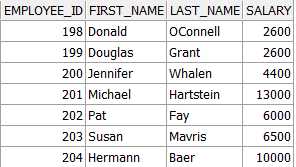 EMPLOYEE_ID FIRST_NAME LAST_NAME SALARY
198 Donald OConnell 2600
199 Douglas Grant 2600
200 Jennifer Whalen 4400
201 Michael Hartstein 13000
202 Pat Fay 6000
203 Susan Mavris 6500
204 Hermann Baer 10000